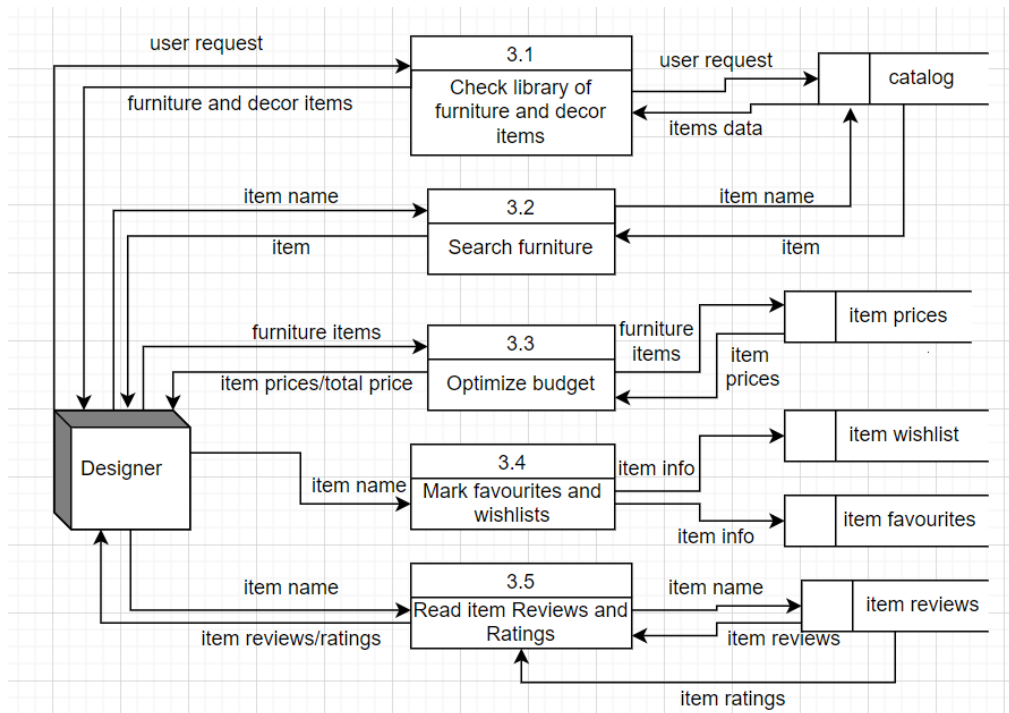 user request
furniture and decor items
3.1
Check library of
furniture and decor
items
user request
items data
catalog
item name
item
3.2
Search furniture
item name
item
furniture items
item prices/total price
3.3
Optimize budget
furniture
items
item
prices
item prices
Designer
item name
3.4
Mark favourites and
wishlists
item info
item info
item wishlist
item favourites
item name
item reviews/ratings
3.5
Read item Reviews and
Ratings
item name
item reviews
item ratings
item reviews